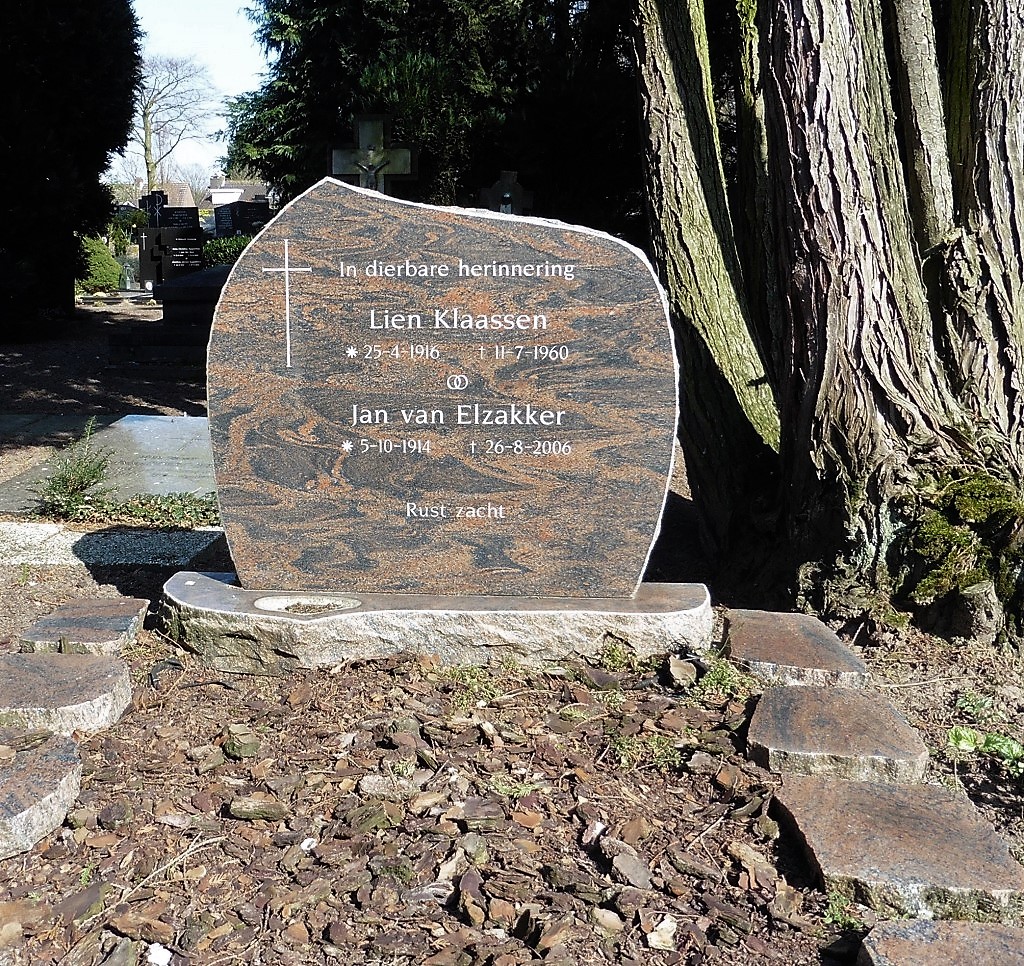 In dierbare herinnering
Lien Klaassen
* 25-4-1916 † 11-7-1960
Jan van Elzakker
* 5-10-1914 † 26-8-2006
Rust zacht